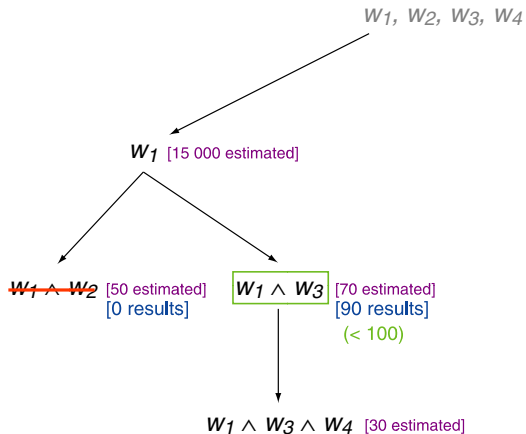 w1, w2, w3, w4
w1 [15 000 estimated]
w1 ∧ w2 [50 estimated]
[0 results]
w1 ∧ w3 [70 estimated]
[90 results]
(< 100)
w1 ∧ w3 ∧ w4 [30 estimated]